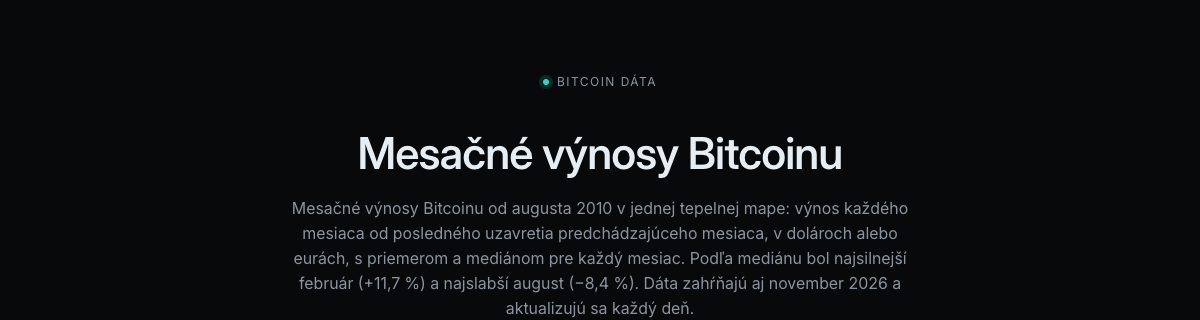 BITCOIN DÁTA
Mesačné výnosy Bitcoinu
Mesačné výnosy Bitcoinu od augusta 2010 v jednej tepelnej mape: výnos každého
mesiaca od posledného uzavretia predchádzajúceho mesiaca, v dolároch alebo
eurách, s priemerom a mediánom pre každý mesiac. Podľa mediánu bol najsilnejší
február (+11,7 %) a najslabší august (−8,4 %). Dáta zahŕňajú aj november 2026 a
aktualizujú sa každý deň.